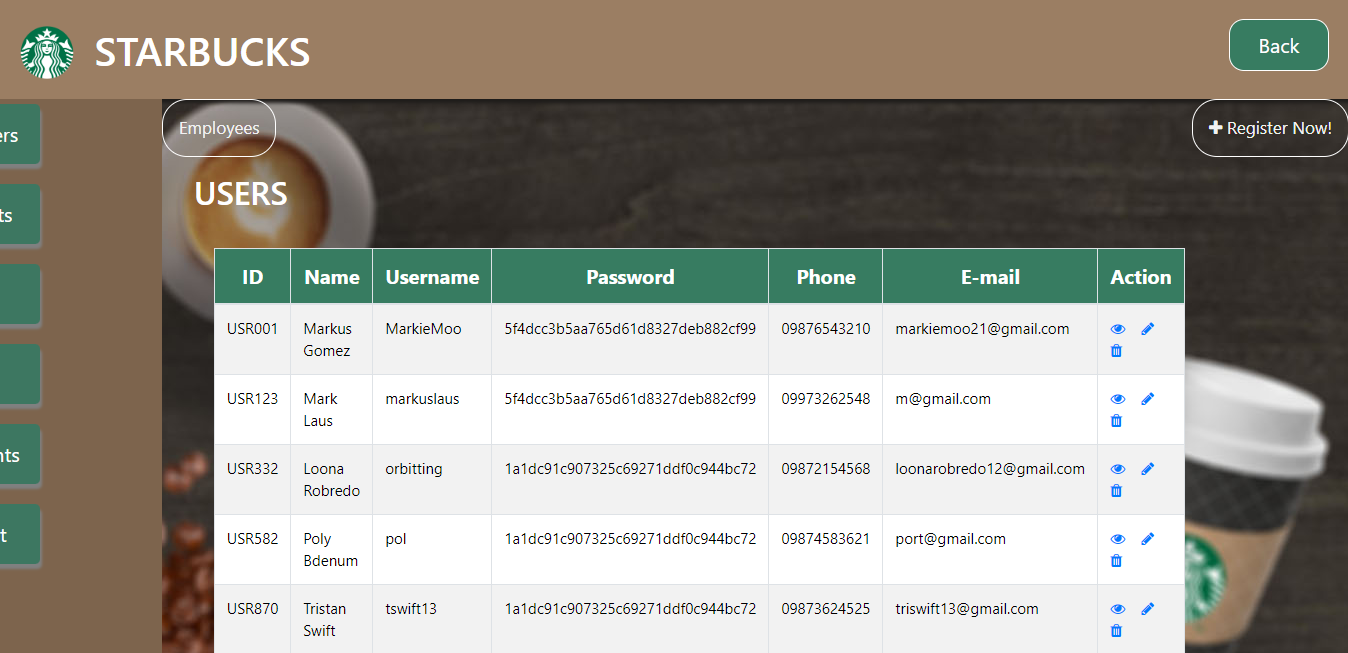 STARBUCKS
Back
ers
Employees
Register Now!
ts
USERS
ID Name Username Password Phone E-mail Action
USR001 Markus MarkieMoo 5f4dcc3b5aa765d61d8327deb882cf99 09876543210 markiemoo21@gmail.com
Gomez
USR123 Mark markuslaus 5f4dcc3b5aa765d61d8327deb882cf99 09973262548 m@gmail.com
Laus
nts
USR332 Loona orbitting 1a1dc91c907325c69271ddf0c944bc72 09872154568 loonarobredo12@gmail.com
Robredo
t
USR582 Poly pol 1a1dc91c907325c69271ddf0c944bc72 09874583621 port@gmail.com
Bdenum
USR870 Tristan tswift13 1a1dc91c907325c69271ddf0c944bc72 09873624525 triswift13@gmail.com
Swift